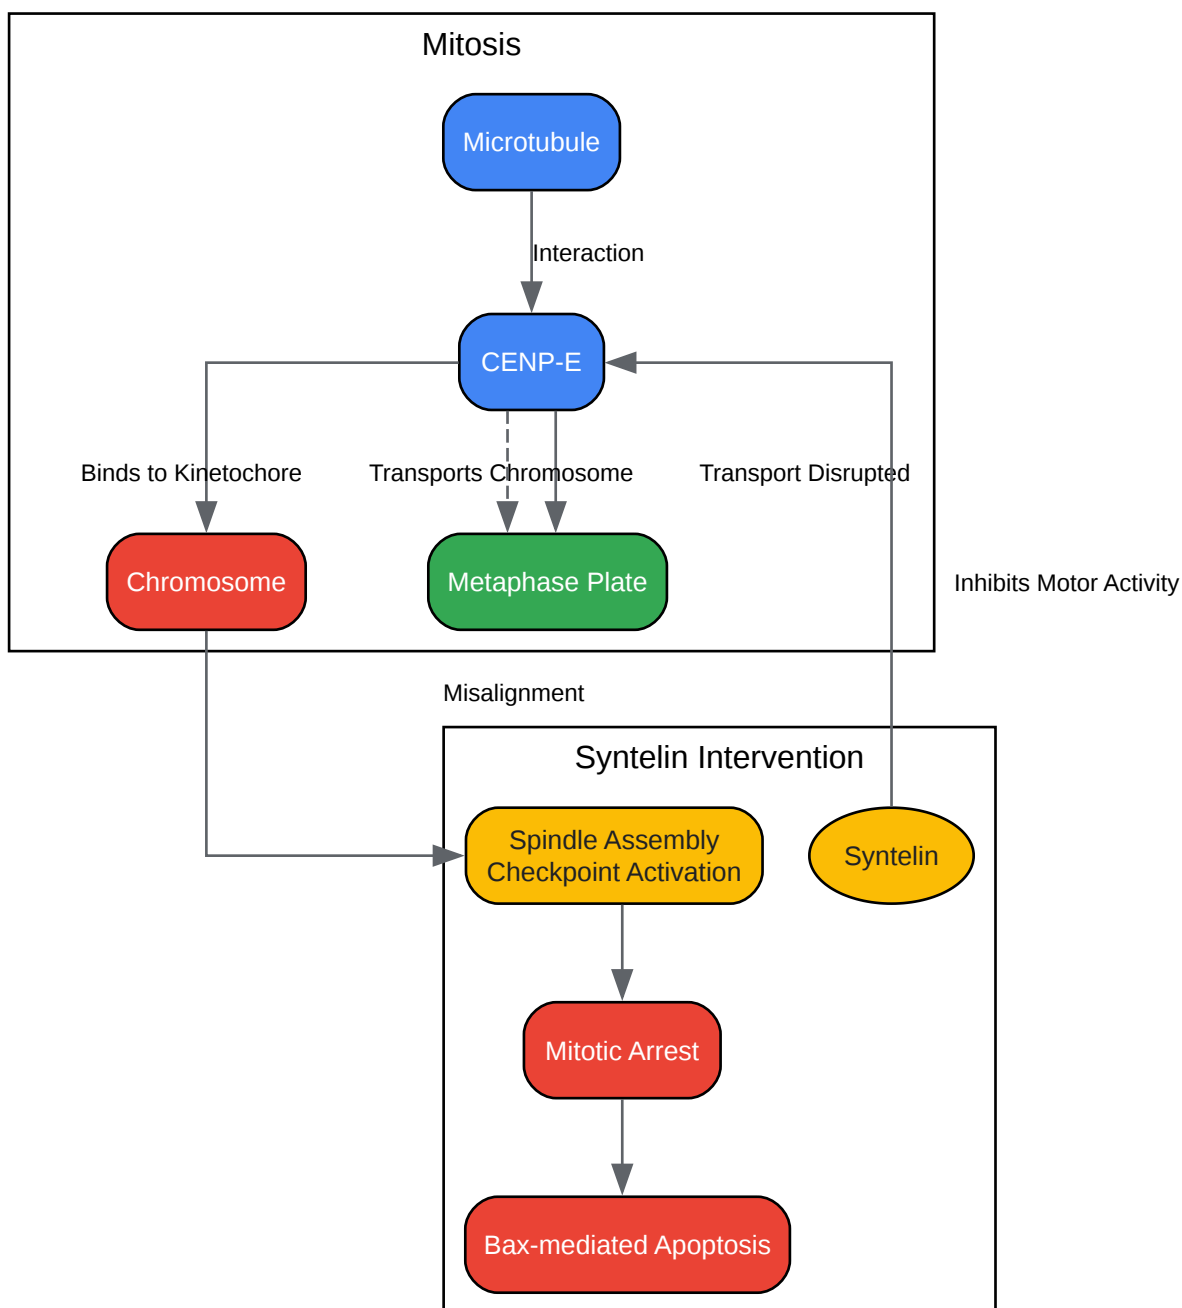 Mitosis
Microtubule
Interaction
CENP-E
Binds to Kinetochore
Transports Chromosome
Transport Disrupted
Chromosome
Metaphase Plate
Inhibits Motor Activity
Misalignment
Syntelin Intervention
Spindle Assembly
Checkpoint Activation
Syntelin
Mitotic Arrest
Bax-mediated Apoptosis